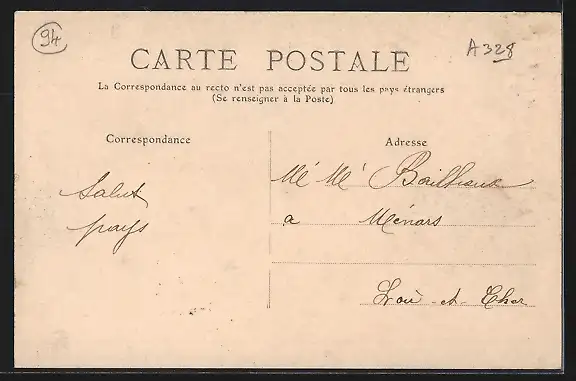 94
A328
CARTE POSTALE
La Correspondance au recto n'est pas acceptée par tous les pays étrangers
(Se renseigner à la Poste)
Correspondance
Adresse
Salut
pays
a Ménars
Loir-et-Cher